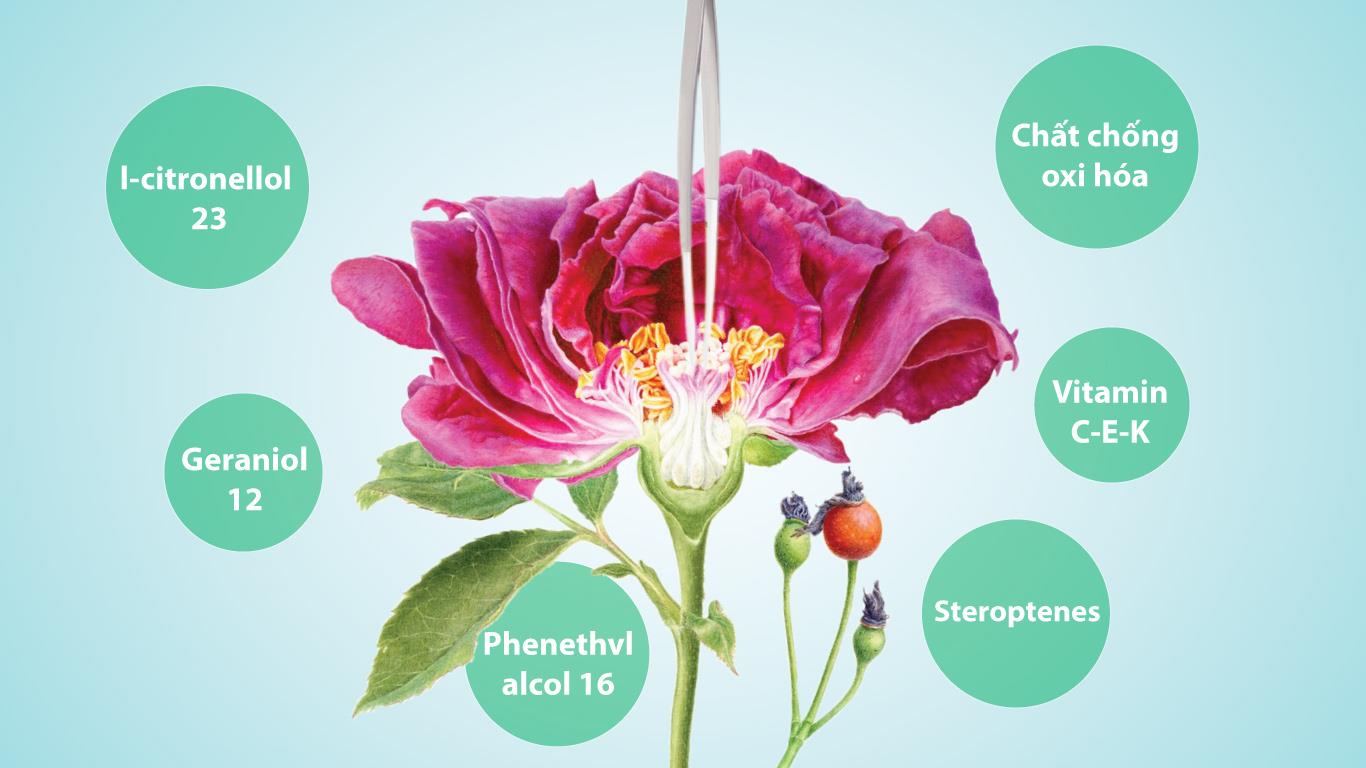 l-citronellol
23
Chất chống
oxi hóa
Geraniol
12
Vitamin
C-E-K
Phenethvl
alcol 16
Steroptenes